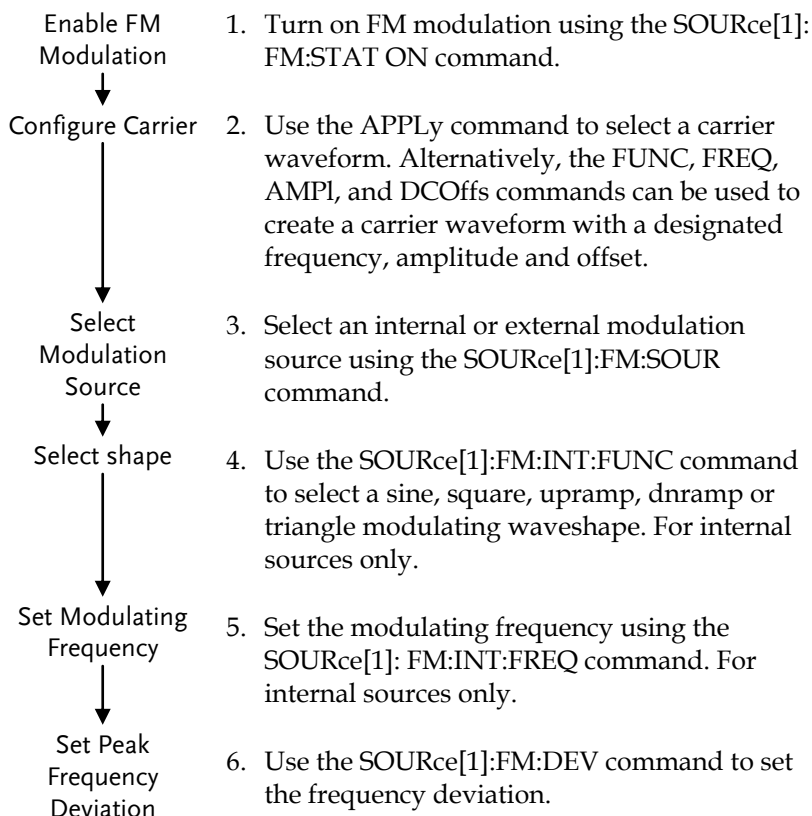 Enable FM
Modulation
1. Turn on FM modulation using the SOURce[1]:
FM:STAT ON command.
Configure Carrier
2. Use the APPLy command to select a carrier
waveform. Alternatively, the FUNC, FREQ,
AMPl, and DCOffs commands can be used to
create a carrier waveform with a designated
frequency, amplitude and offset.
Select
Modulation
Source
3. Select an internal or external modulation
source using the SOURce[1]:FM:SOUR
command.
Select shape
4. Use the SOURce[1]:FM:INT:FUNC command
to select a sine, square, upramp, dnramp or
triangle modulating waveshape. For internal
sources only.
Set Modulating
Frequency
5. Set the modulating frequency using the
SOURce[1]: FM:INT:FREQ command. For
internal sources only.
Set Peak
Frequency
Deviation
6. Use the SOURce[1]:FM:DEV command to set
the frequency deviation.